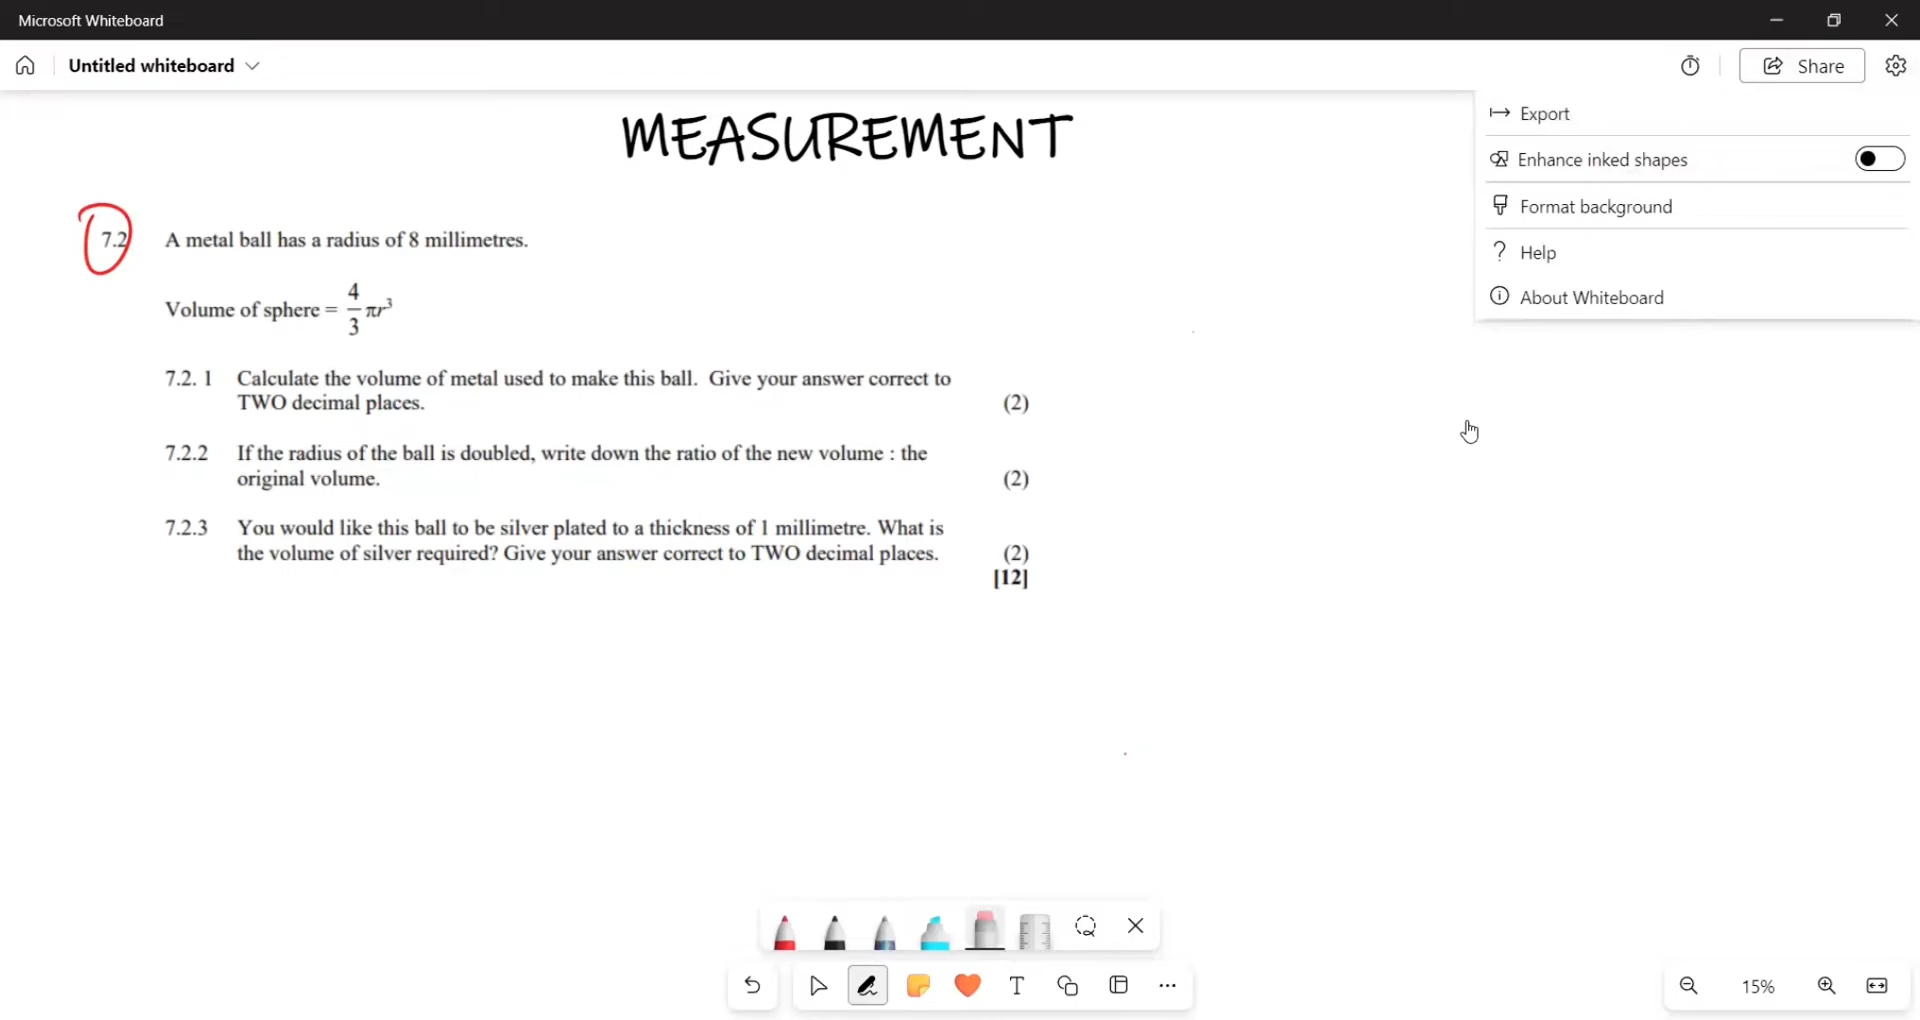 Microsoft Whiteboard
Untitled whiteboard
Share
Export
Enhance inked shapes
Format background
Help
About Whiteboard
MEASUREMENT
7.2 A metal ball has a radius of 8 millimetres.
Volume of sphere = 4/3 πr³
7.2. 1 Calculate the volume of metal used to make this ball. Give your answer correct to
TWO decimal places. (2)
7.2.2 If the radius of the ball is doubled, write down the ratio of the new volume : the
original volume. (2)
7.2.3 You would like this ball to be silver plated to a thickness of 1 millimetre. What is
the volume of silver required? Give your answer correct to TWO decimal places. (2)
[12]
15%